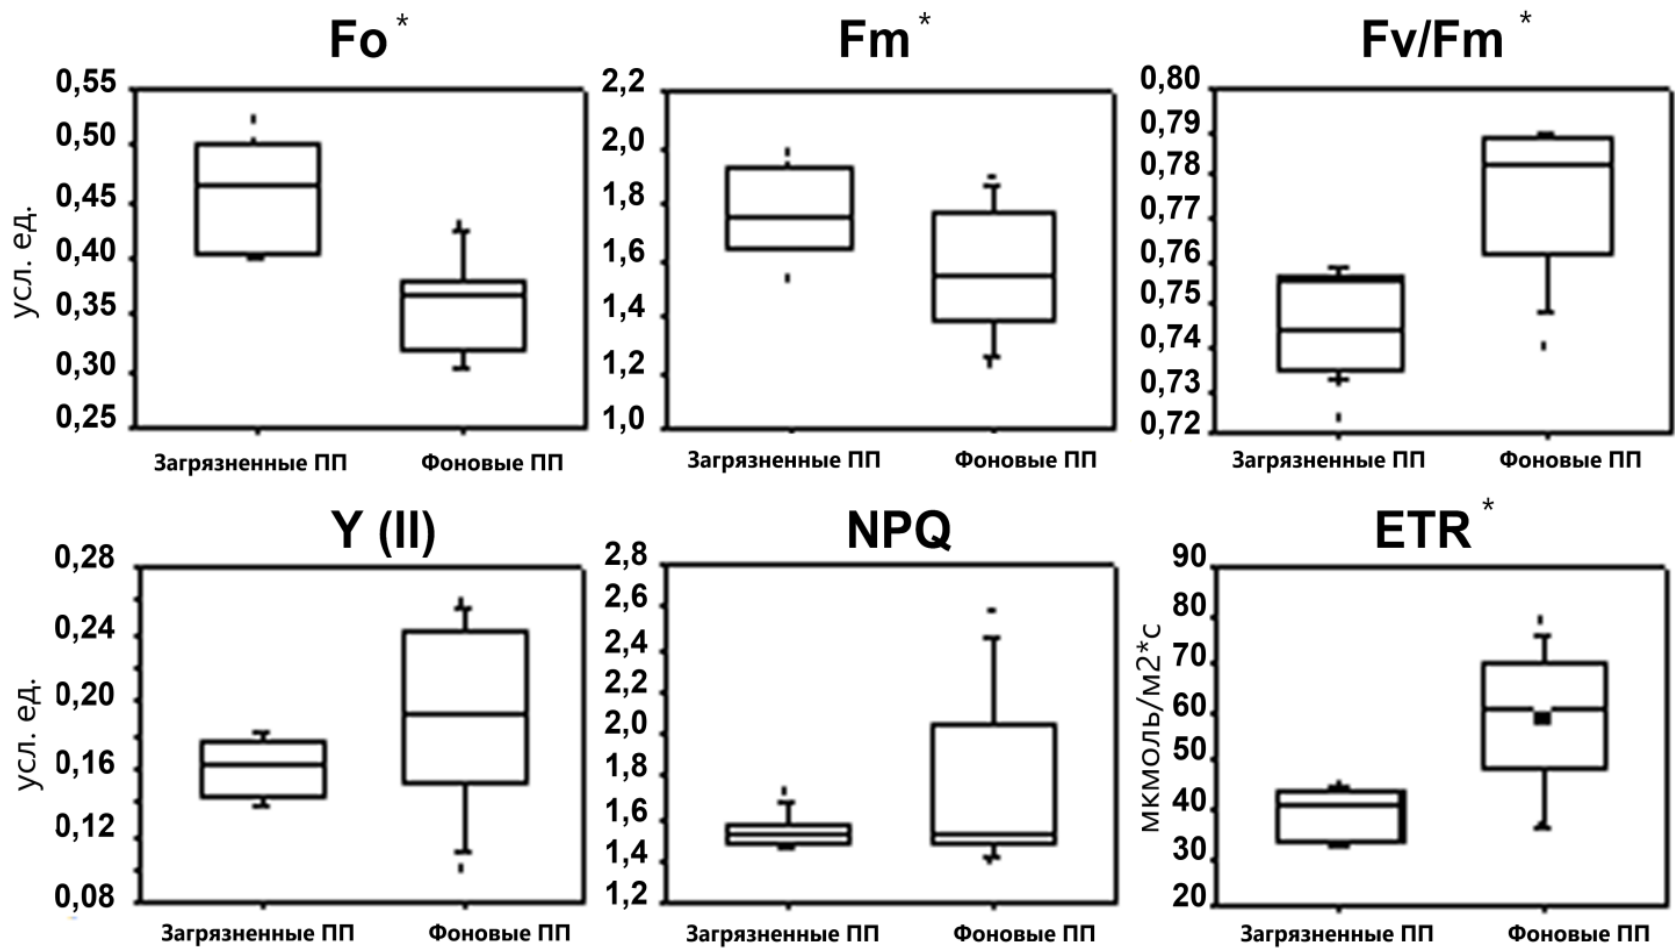 Fo *
0,55
0,50
0,45
0,40
0,35
0,30
0,25
усл. ед.
Загрязненные ПП
Фоновые ПП
Fm *
2,2
2,0
1,8
1,6
1,4
1,2
1,0
Загрязненные ПП
Фоновые ПП
Fv/Fm *
0,80
0,79
0,78
0,77
0,76
0,75
0,74
0,73
0,72
Загрязненные ПП
Фоновые ПП
Y (II)
0,28
0,24
0,20
0,16
0,12
0,08
усл. ед.
Загрязненные ПП
Фоновые ПП
NPQ
2,8
2,6
2,4
2,2
2,0
1,8
1,6
1,4
1,2
Загрязненные ПП
Фоновые ПП
ETR *
90
80
70
60
50
40
30
20
мкмоль/м2*с
Загрязненные ПП
Фоновые ПП